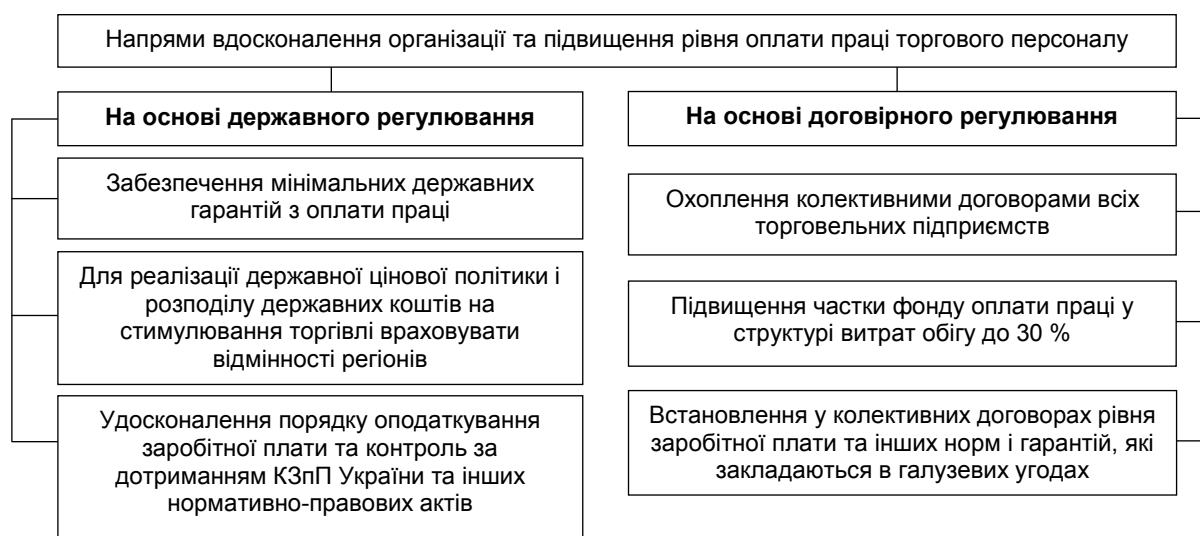 Напрями вдосконалення організації та підвищення рівня оплати праці торгового персоналу
На основі державного регулювання
Забезпечення мінімальних державних
гарантій з оплати праці
Для реалізації державної цінової політики і
розподілу державних коштів на
стимулювання торгівлі враховувати
відмінності регіонів
Удосконалення порядку оподаткування
заробітної плати та контроль за
дотриманням КЗпП України та інших
нормативно-правових актів
На основі договірного регулювання
Охоплення колективними договорами всіх
торговельних підприємств
Підвищення частки фонду оплати праці у
структурі витрат обігу до 30 %
Встановлення у колективних договорах рівня
заробітної плати та інших норм і гарантій, які
закладаються в галузевих угодах